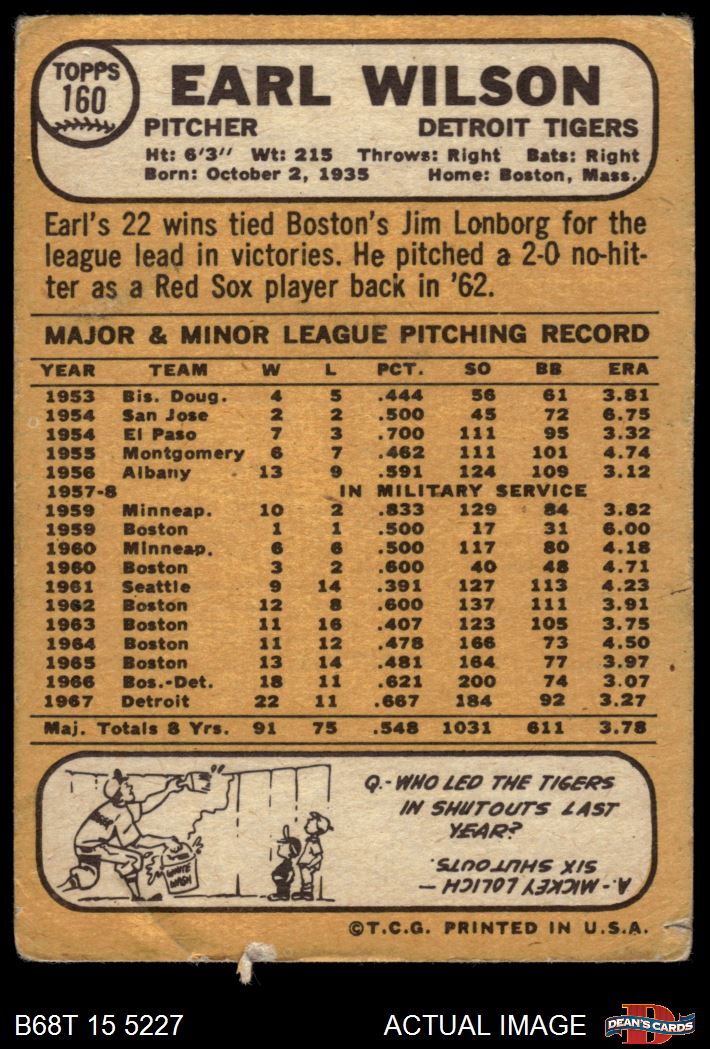 TOPPS
160
EARL WILSON
PITCHER DETROIT TIGERS
Ht: 6'3" Wt: 215 Throws: Right Bats: Right
Born: October 2, 1935 Home: Boston, Mass.
Earl's 22 wins tied Boston's Jim Lonborg for the
league lead in victories. He pitched a 2-0 no-hit-
ter as a Red Sox player back in '62.
MAJOR & MINOR LEAGUE PITCHING RECORD
YEAR TEAM W L PCT. SO BB ERA
1953 Bis. Doug. 4 5 .444 56 61 3.81
1954 San Jose 2 2 .500 45 72 6.75
1954 El Paso 7 3 .700 111 95 3.32
1955 Montgomery 6 7 .462 111 101 4.74
1956 Albany 13 9 .591 124 109 3.12
1957-8 IN MILITARY SERVICE
1959 Minneap. 10 2 .833 129 84 3.82
1959 Boston 1 1 .500 17 31 6.00
1960 Minneap. 6 6 .500 117 80 4.18
1960 Boston 3 2 .600 40 48 4.71
1961 Seattle 9 14 .391 127 113 4.23
1962 Boston 12 8 .600 137 111 3.91
1963 Boston 11 16 .407 123 105 3.75
1964 Boston 11 12 .478 166 73 4.50
1965 Boston 13 14 .481 164 77 3.97
1966 Bos.-Det. 18 11 .621 200 74 3.07
1967 Detroit 22 11 .667 184 92 3.27
Maj. Totals 8 Yrs. 91 75 .548 1031 611 3.78
WHITE
WASH
Q.-WHO LED THE TIGERS
IN SHUTOUTS LAST
YEAR?
A.-MICKEY LOLICH —
SIX SHUTOUTS.
©T.C.G. PRINTED IN U.S.A.
B68T 15 5227 ACTUAL IMAGE
D
DEAN'S CARDS